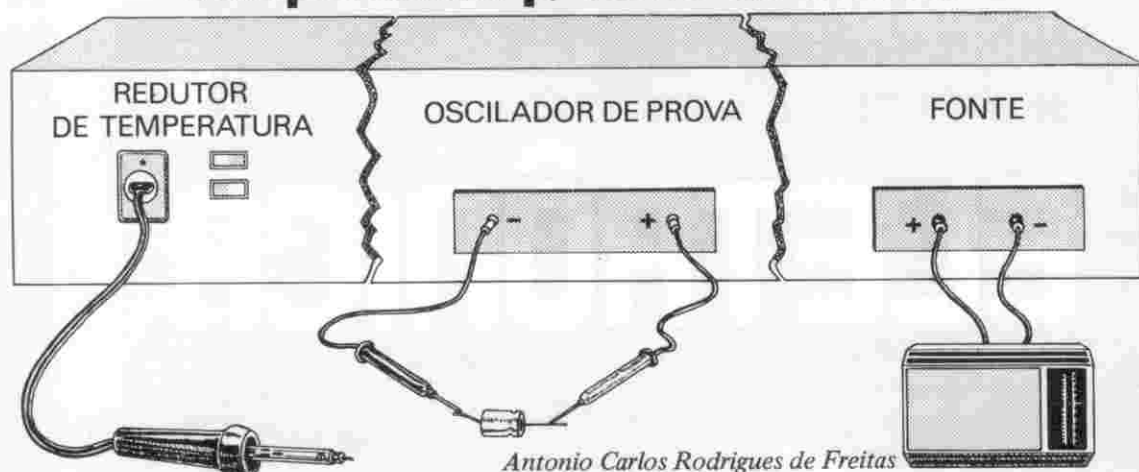 REDUTOR
DE TEMPERATURA
OSCILADOR DE PROVA
FONTE
- +
+ -
Antonio Carlos Rodrigues de Freitas